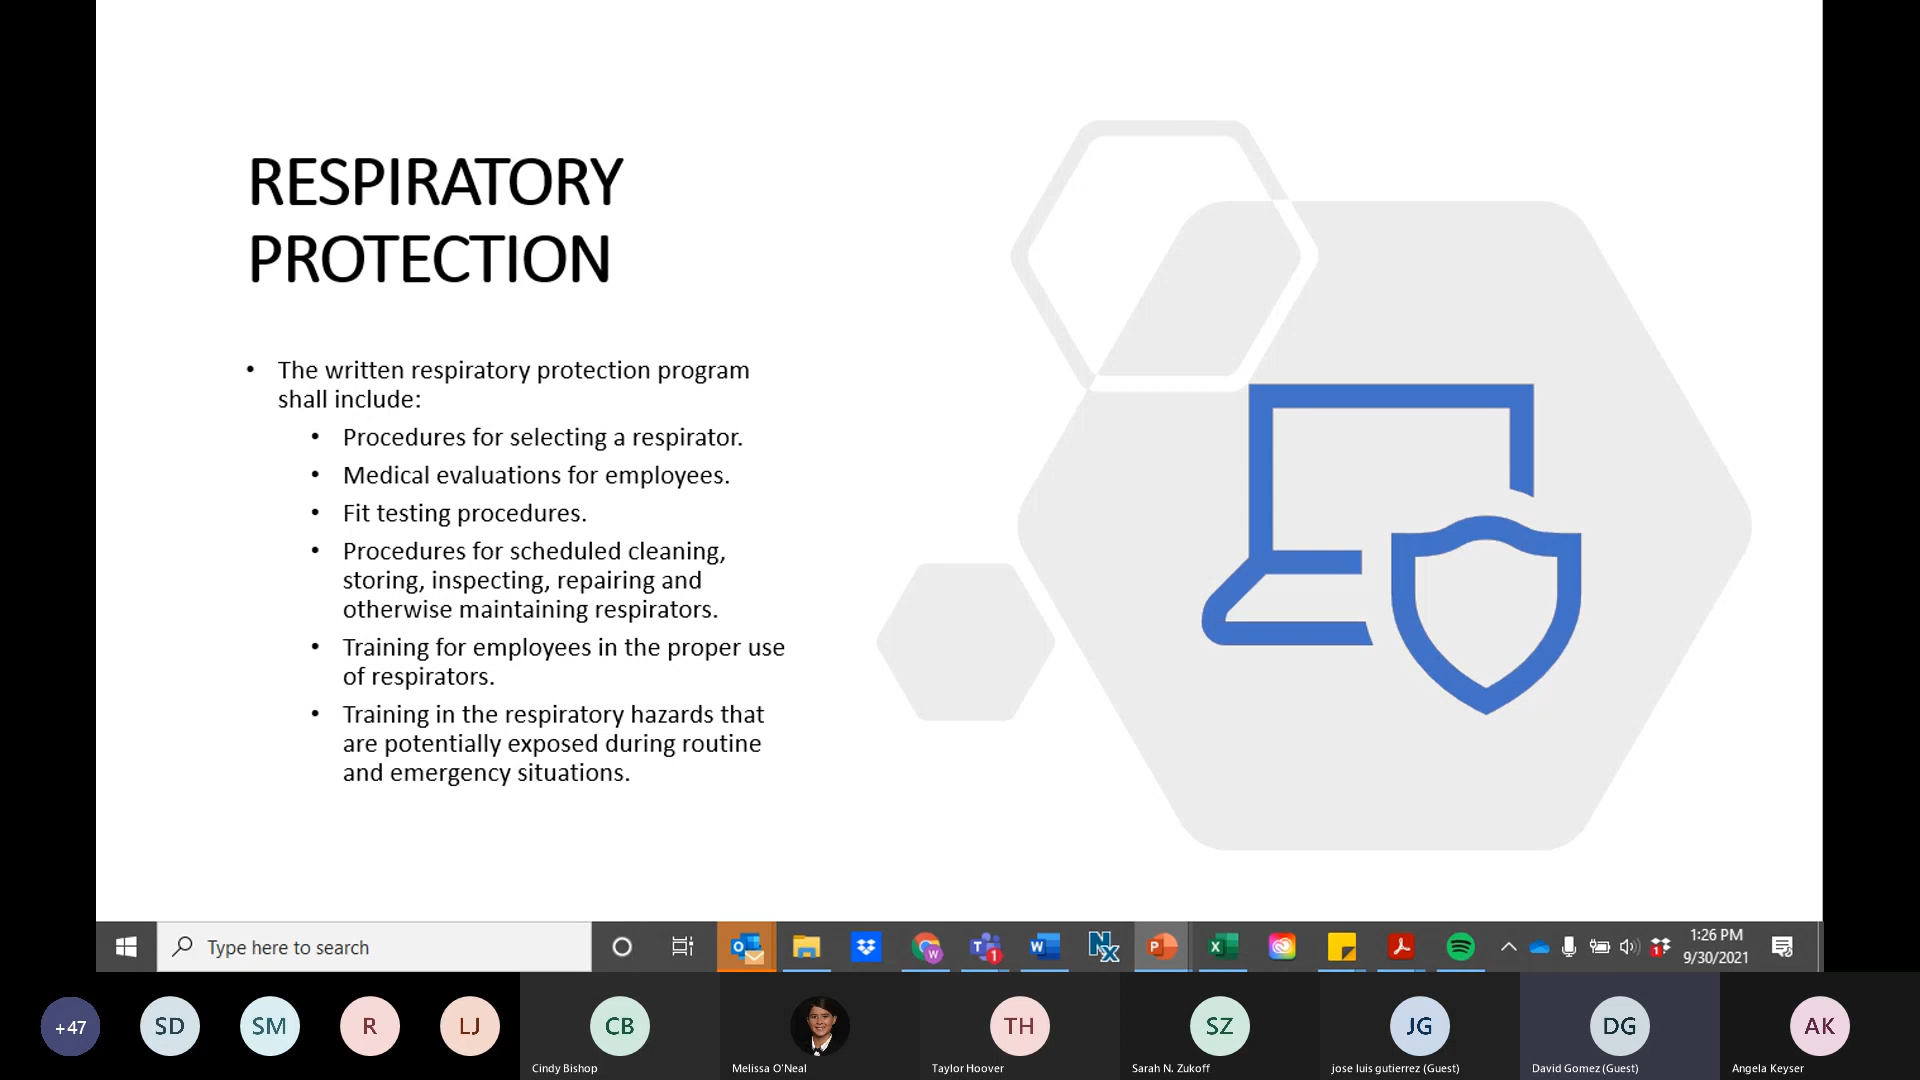 RESPIRATORY
PROTECTION
• The written respiratory protection program
shall include:
• Procedures for selecting a respirator.
• Medical evaluations for employees.
• Fit testing procedures.
• Procedures for scheduled cleaning,
storing, inspecting, repairing and
otherwise maintaining respirators.
• Training for employees in the proper use
of respirators.
• Training in the respiratory hazards that
are potentially exposed during routine
and emergency situations.
Type here to search
O
W
T
1
W
N
X
P
X
1
1:26 PM
9/30/2021
+47
SD
SM
R
LJ
CB
TH
SZ
JG
DG
AK
Cindy Bishop
Melissa O'Neal
Taylor Hoover
Sarah N. Zukoff
jose luis gutierrez (Guest)
David Gomez (Guest)
Angela Keyser